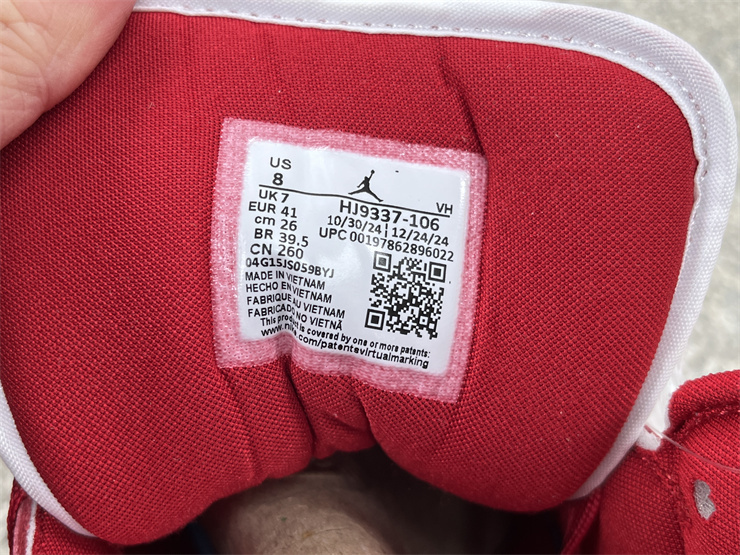 US
8
UK 7
EUR 41
cm 26
BR 39,5
CN 260
VH
HJ9337-106
10/30/24 | 12/24/24
UPC 00197862896022
04G15JS059BYJ
MADE IN VIETNAM
HECHO EN VIETNAM
FABRIQUE AU VIETNAM
FABRICADO NO VIETNÃ
This product is covered by one or more patents:
www.nike.com/patentsvirtualmarking